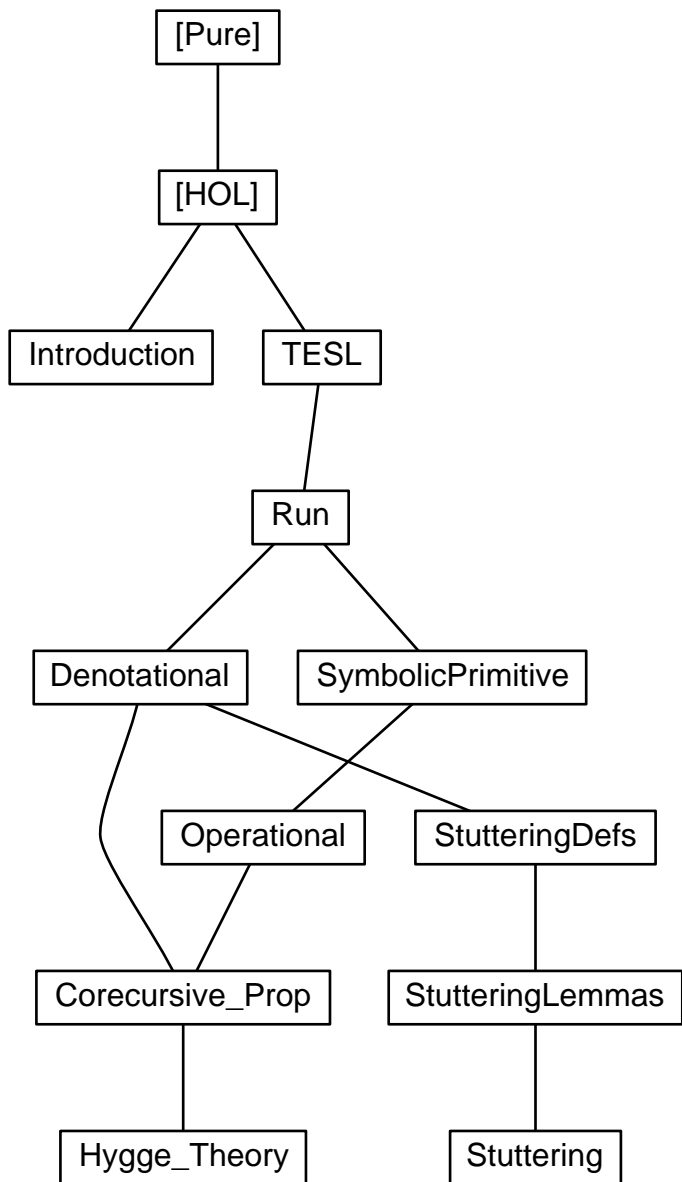 [Pure]
[HOL]
Introduction
TESL
Run
Denotational
SymbolicPrimitive
Operational
StutteringDefs
Corecursive_Prop
StutteringLemmas
Hygge_Theory
Stuttering